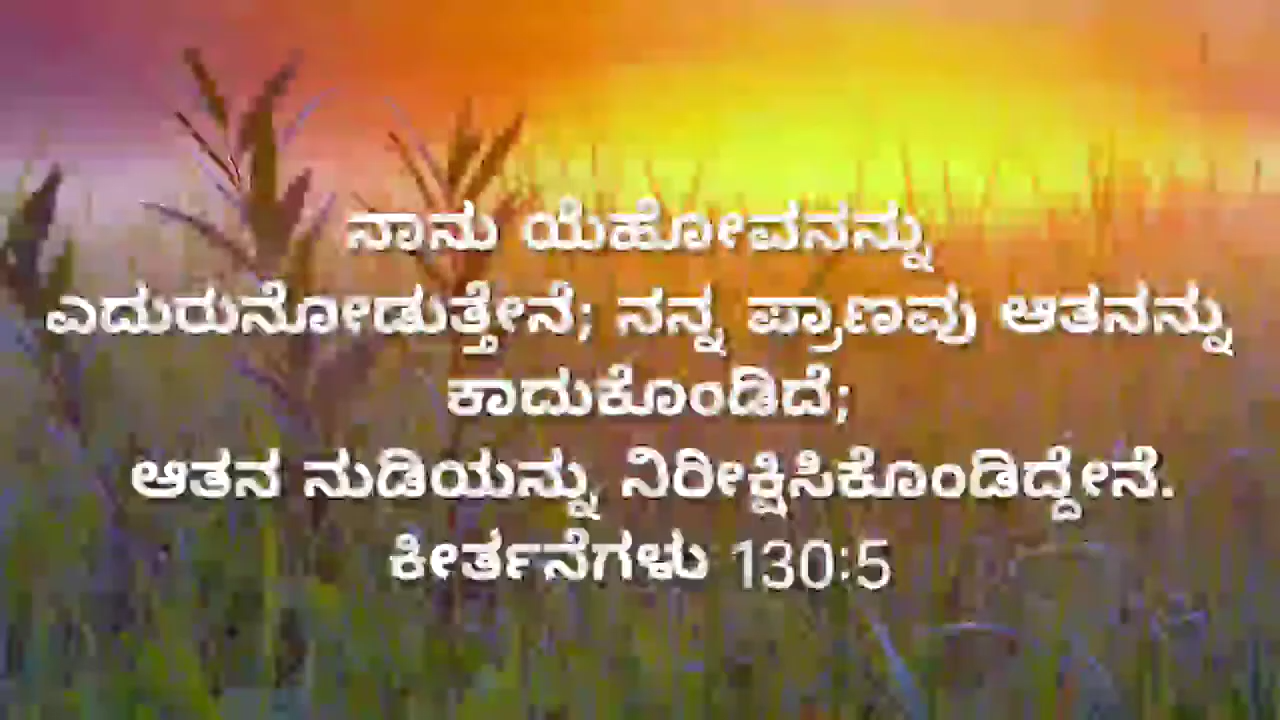 ನಾನು ಯೆಹೋವನನ್ನು
ಎದುರುನೋಡುತ್ತೇನೆ; ನನ್ನ ಪ್ರಾಣವು ಆತನನ್ನು
ಕಾದುಕೊಂಡಿದೆ;
ಆತನ ನುಡಿಯನ್ನು ನಿರೀಕ್ಷಿಸಿಕೊಂಡಿದ್ದೇನೆ.
ಕೀರ್ತನೆಗಳು 130:5